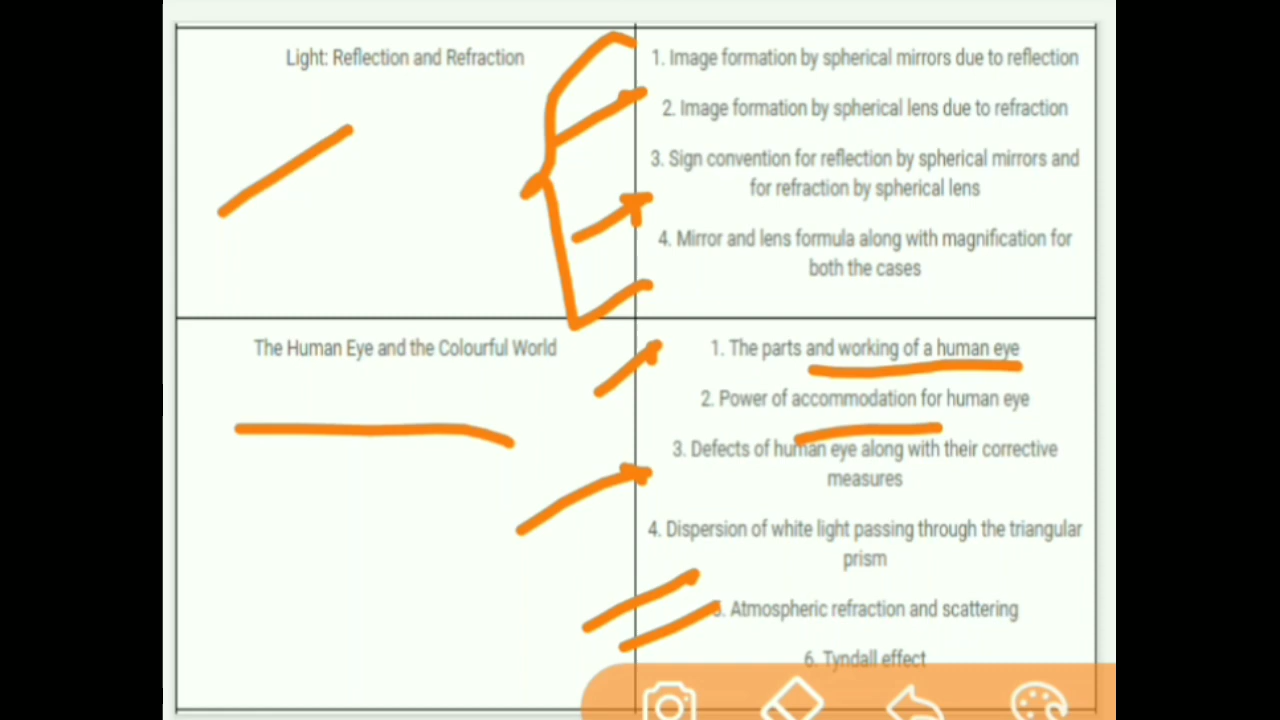 Light: Reflection and Refraction
1. Image formation by spherical mirrors due to reflection
2. Image formation by spherical lens due to refraction
3. Sign convention for reflection by spherical mirrors and
for refraction by spherical lens
4. Mirror and lens formula along with magnification for
both the cases
The Human Eye and the Colourful World
1. The parts and working of a human eye
2. Power of accommodation for human eye
3. Defects of human eye along with their corrective
measures
4. Dispersion of white light passing through the triangular
prism
5. Atmospheric refraction and scattering
6. Tyndall effect